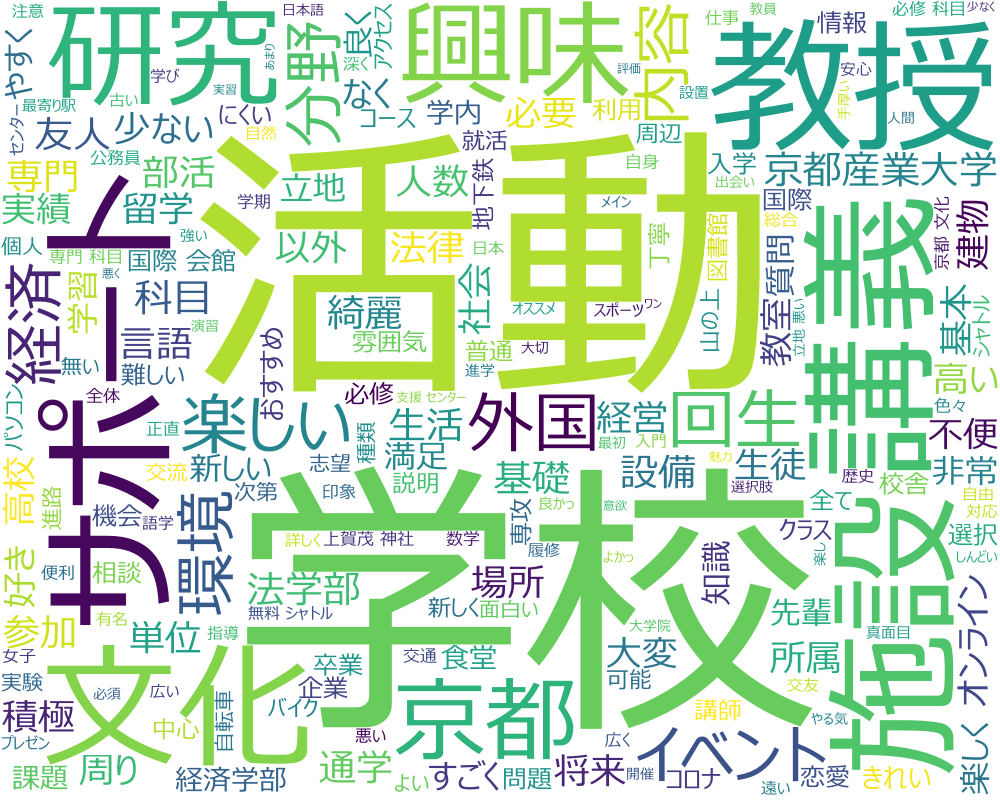 注意
日本語
研究
興味
仕事
教員
必修 科目
少なく
あまり
分野
良く
深く
アクセス
内容
情報
教授
やすく
学び
評価
安心
最寄り駅
古い
実習
にくい
なく
コース
学内
必要
利用
設置
手厚い
人間
センター
友人
少ない
就活
周辺
公務員
自然
専門
部活
立地
人数
地下鉄
自身
入学
出会い
京都産業大学
実績
留学
学期
活動
メイン
国際
総合
京都 文化
個人
専門 科目
強い
国際 会館
以外
法律
日本
丁寧
図書館
建物
悪く
サポート
経済
学習
科目
演習
綺麗
社会
オススメ
スポーツ
ワン
山の上
教室
質問
立地 悪い
講義
基本
シャトル
言語
雰囲気
普通
大切
無い
難しい
おすすめ
進学
高い
パソコン
全体
必修
支援 センター
色々
正直
楽しい
生活
外国
経営
回生
不便
種類
最初
入門
高校
交流
新しい
志望
満足
魅力
設備
生徒
非常
進路
次第
印象
説明
基礎
選択肢
歴史
校舎
環境
機会
語学
良かっ
意欲
全て
自由
対応
好き
便利
相談
詳しく
上賀茂 神社
数学
専攻
履修
よかっ
知識
クラス
楽し
選択
しんどい
法学部
場所
施設
参加
有名
無料 シャトル
新しく
面白い
先輩
単位
指導
学校
大学院
真面目
女子
文化
卒業
交通
食堂
大変
所属
オンライン
実験
必須
広い
自転車
企業
京都
可能
交友
積極
中心
バイク
講師
やる気
プレゼン
悪い
広く
イベント
課題
周り
経済学部
通学
よい
すごく
問題
将来
開催
コロナ
遠い
恋愛
きれい
楽しく